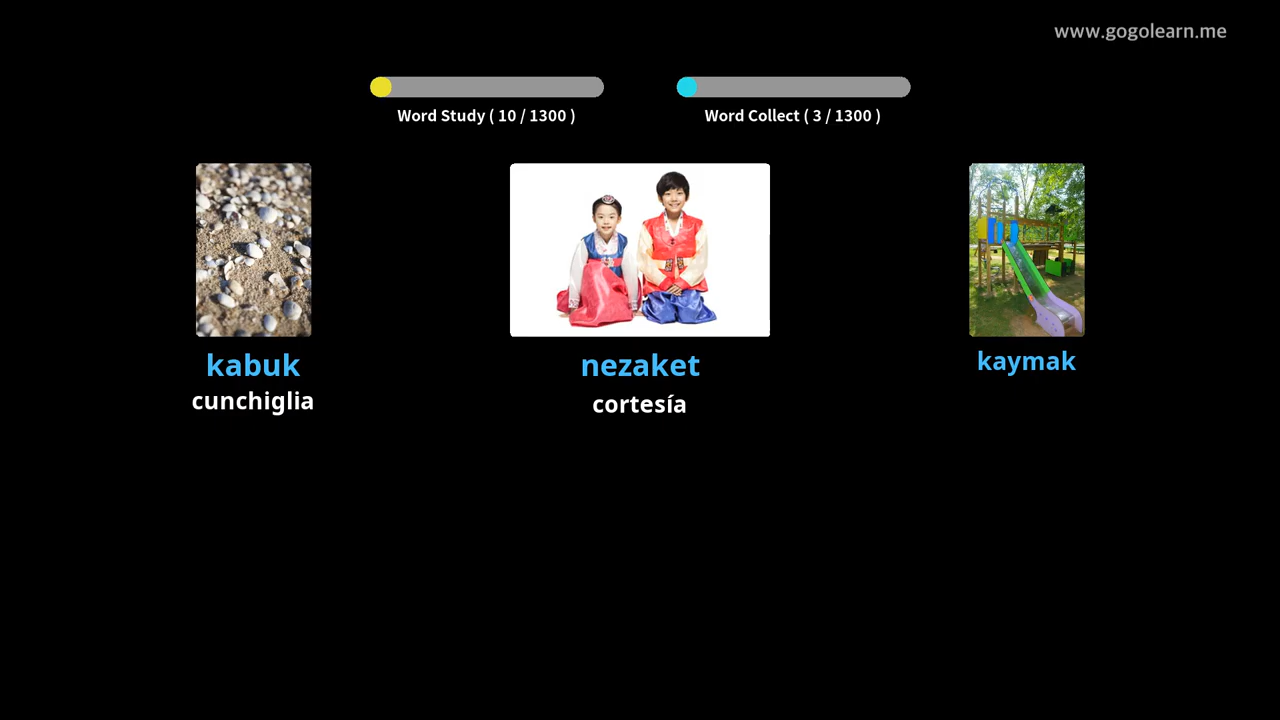 www.gogolearn.me
Word Study ( 10 / 1300 )
Word Collect ( 3 / 1300 )
kabuk
cunchiglia
nezaket
cortesía
kaymak